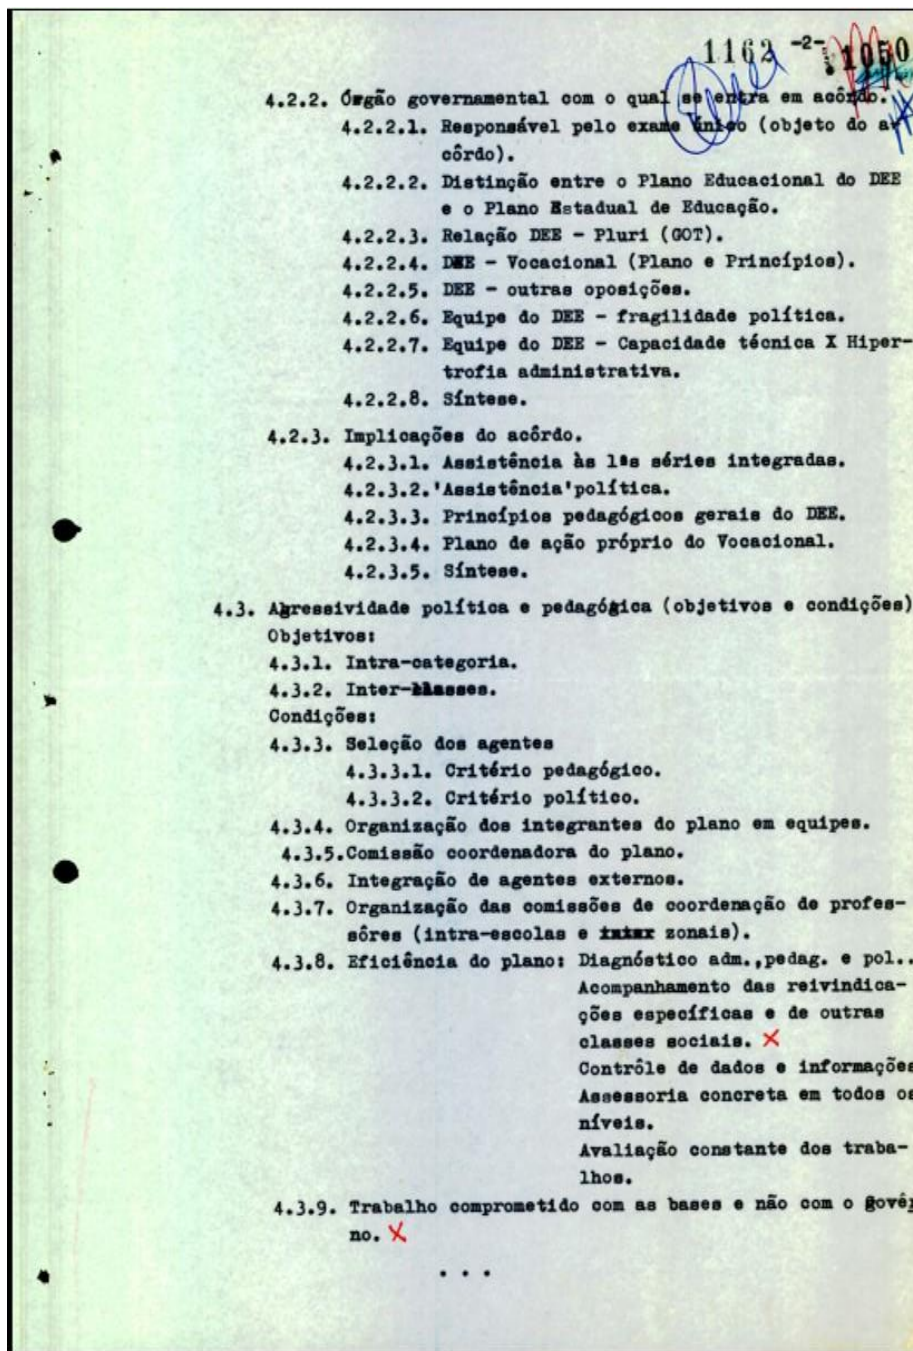 1162 -2- 1050
4.2.2. Órgão governamental com o qual se entra em acôrdo.
4.2.2.1. Responsável pelo exame único (objeto do a-
côrdo).
4.2.2.2. Distinção entre o Plano Educacional do DEE
e o Plano Estadual de Educação.
4.2.2.3. Relação DEE - Pluri (GOT).
4.2.2.4. DEE - Vocacional (Plano e Princípios).
4.2.2.5. DEE - outras oposições.
4.2.2.6. Equipe do DEE - fragilidade política.
4.2.2.7. Equipe do DEE - Capacidade técnica X Hiper-
trofia administrativa.
4.2.2.8. Síntese.
4.2.3. Implicações do acôrdo.
4.2.3.1. Assistência às 1ªs séries integradas.
4.2.3.2.'Assistência'política.
4.2.3.3. Princípios pedagógicos gerais do DEE.
4.2.3.4. Plano de ação próprio do Vocacional.
4.2.3.5. Síntese.
4.3. Agressividade política e pedagógica (objetivos e condições)
Objetivos:
4.3.1. Intra-categoria.
4.3.2. Inter-classes.
Condições:
4.3.3. Seleção dos agentes
4.3.3.1. Critério pedagógico.
4.3.3.2. Critério político.
4.3.4. Organização dos integrantes do plano em equipes.
4.3.5.Comissão coordenadora do plano.
4.3.6. Integração de agentes externos.
4.3.7. Organização das comissões de coordenação de profes-
sôres (intra-escolas e zonais).
4.3.8. Eficiência do plano: Diagnóstico adm.,pedag. e pol..
Acompanhamento das reivindica-
ções específicas e de outras
classes sociais. X
Contrôle de dados e informações
Assessoria concreta em todos os
níveis.
Avaliação constante dos traba-
lhos.
4.3.9. Trabalho comprometido com as bases e não com o govêr
no. X
. . .